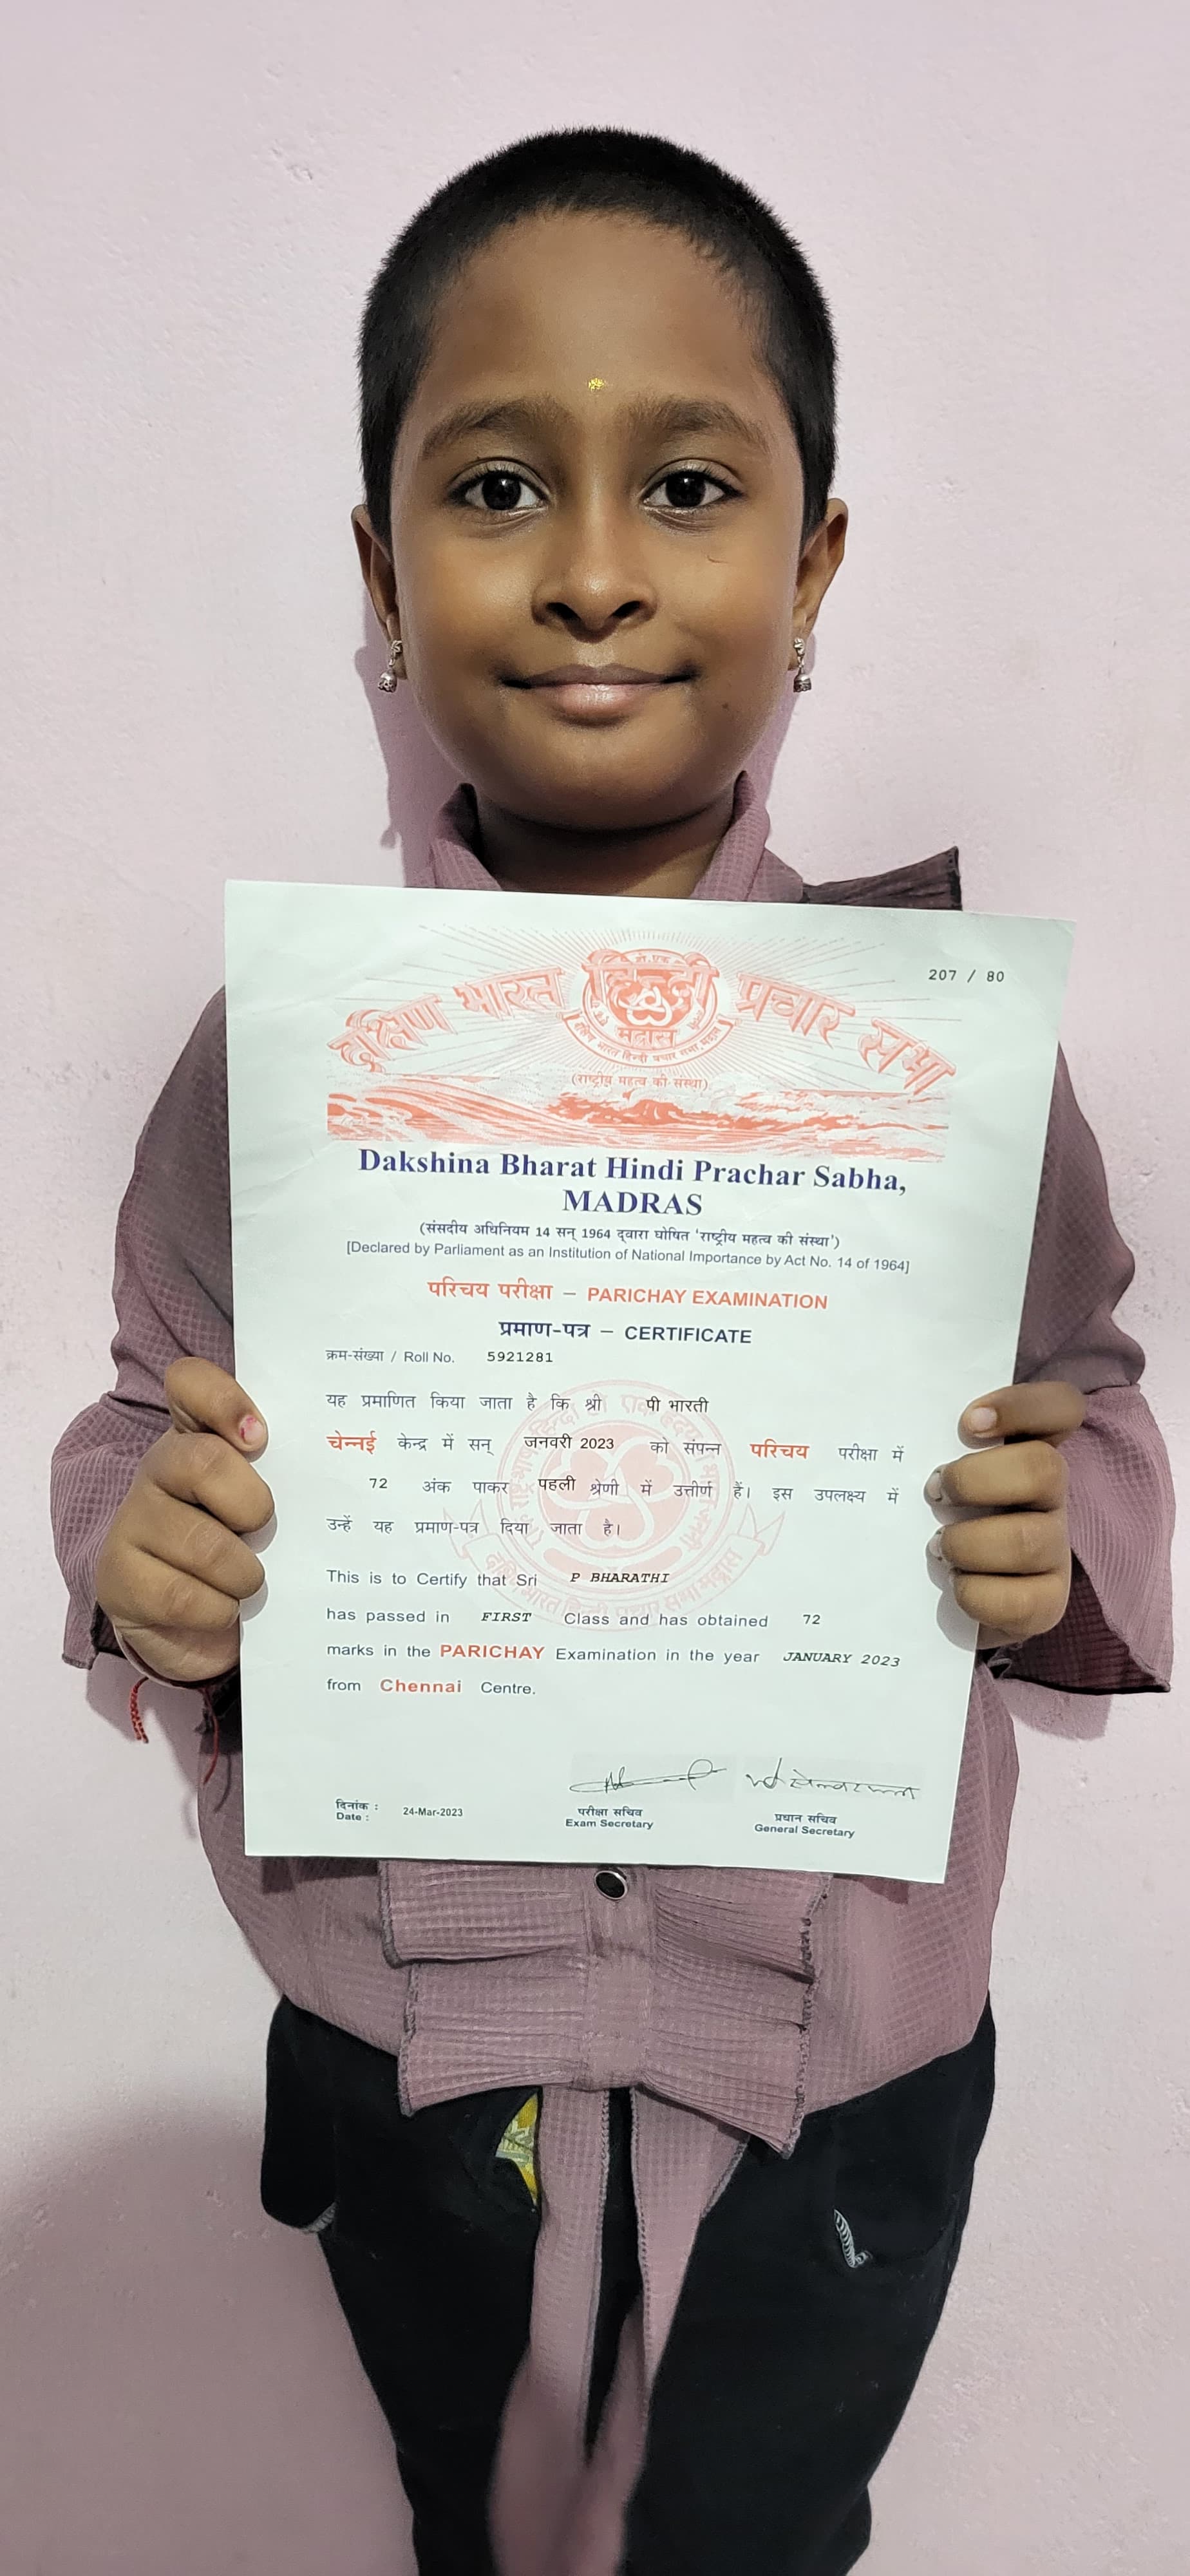 207 / 80
दक्षिण भारत हिन्दी प्रचार सभा
मद्रास
(राष्ट्रीय महत्व की संस्था)
Dakshina Bharat Hindi Prachar Sabha,
MADRAS
(संसदीय अधिनियम 14 सन् 1964 द्वारा घोषित 'राष्ट्रीय महत्व की संस्था')
[Declared by Parliament as an Institution of National Importance by Act No. 14 of 1964]
परिचय परीक्षा – PARICHAY EXAMINATION
प्रमाण-पत्र – CERTIFICATE
क्रम-संख्या / Roll No. 5921281
यह प्रमाणित किया जाता है कि श्री पी भारती
चेन्नई केन्द्र में सन् जनवरी 2023 को संपन्न परिचय परीक्षा में
72 अंक पाकर पहली श्रेणी में उत्तीर्ण हैं। इस उपलक्ष्य में
उन्हें यह प्रमाण-पत्र दिया जाता है।
This is to Certify that Sri P BHARATHI
has passed in FIRST Class and has obtained 72
marks in the PARICHAY Examination in the year JANUARY 2023
from Chennai Centre.
दिनांक :
Date : 24-Mar-2023
परीक्षा सचिव
Exam Secretary
प्रधान सचिव
General Secretary